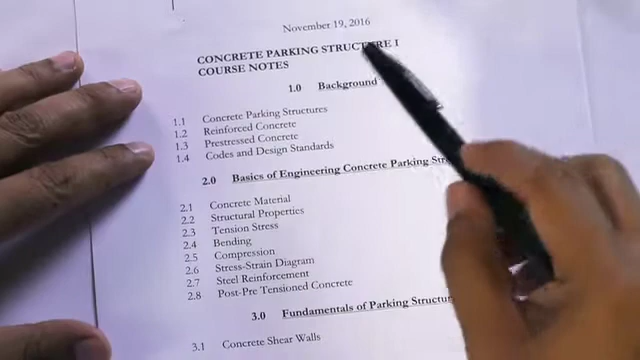 November 19, 2016
CONCRETE PARKING STRUCTURE I
COURSE NOTES
1.0 Background
1.1 Concrete Parking Structures
1.2 Reinforced Concrete
1.3 Prestressed Concrete
1.4 Codes and Design Standards
2.0 Basics of Engineering Concrete Parking Str
2.1 Concrete Material
2.2 Structural Properties
2.3 Tension Stress
2.4 Bending
2.5 Compression
2.6 Stress-Strain Diagram
2.7 Steel Reinforcement
2.8 Post-Pre Tensioned Concrete
3.0 Fundamentals of Parking Structur
3.1 Concrete Shear Walls